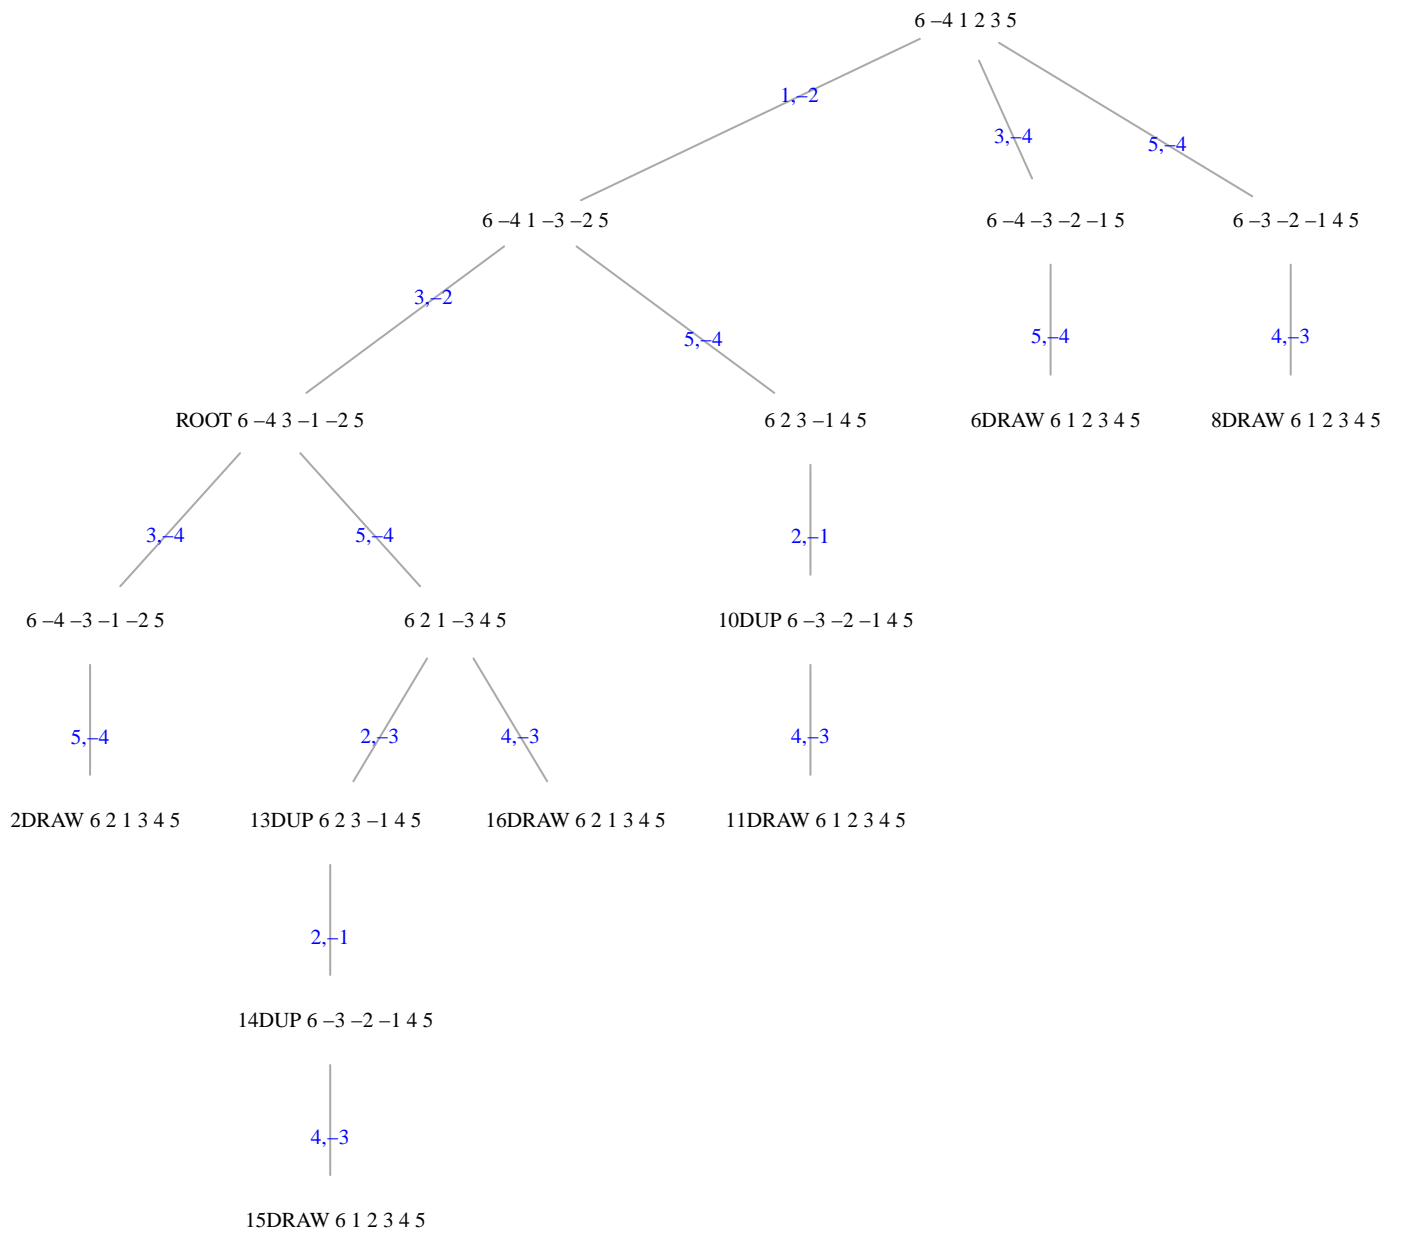 6 –4 1 2 3 5
1,–2
3,–4
5,–4
6 –4 1 –3 –2 5
6 –4 –3 –2 –1 5
6 –3 –2 –1 4 5
3,–2
5,–4
5,–4
4,–3
ROOT 6 –4 3 –1 –2 5
6 2 3 –1 4 5
6DRAW 6 1 2 3 4 5
8DRAW 6 1 2 3 4 5
3,–4
5,–4
2,–1
6 –4 –3 –1 –2 5
6 2 1 –3 4 5
10DUP 6 –3 –2 –1 4 5
5,–4
2,–3
4,–3
4,–3
2DRAW 6 2 1 3 4 5
13DUP 6 2 3 –1 4 5
16DRAW 6 2 1 3 4 5
11DRAW 6 1 2 3 4 5
2,–1
14DUP 6 –3 –2 –1 4 5
4,–3
15DRAW 6 1 2 3 4 5